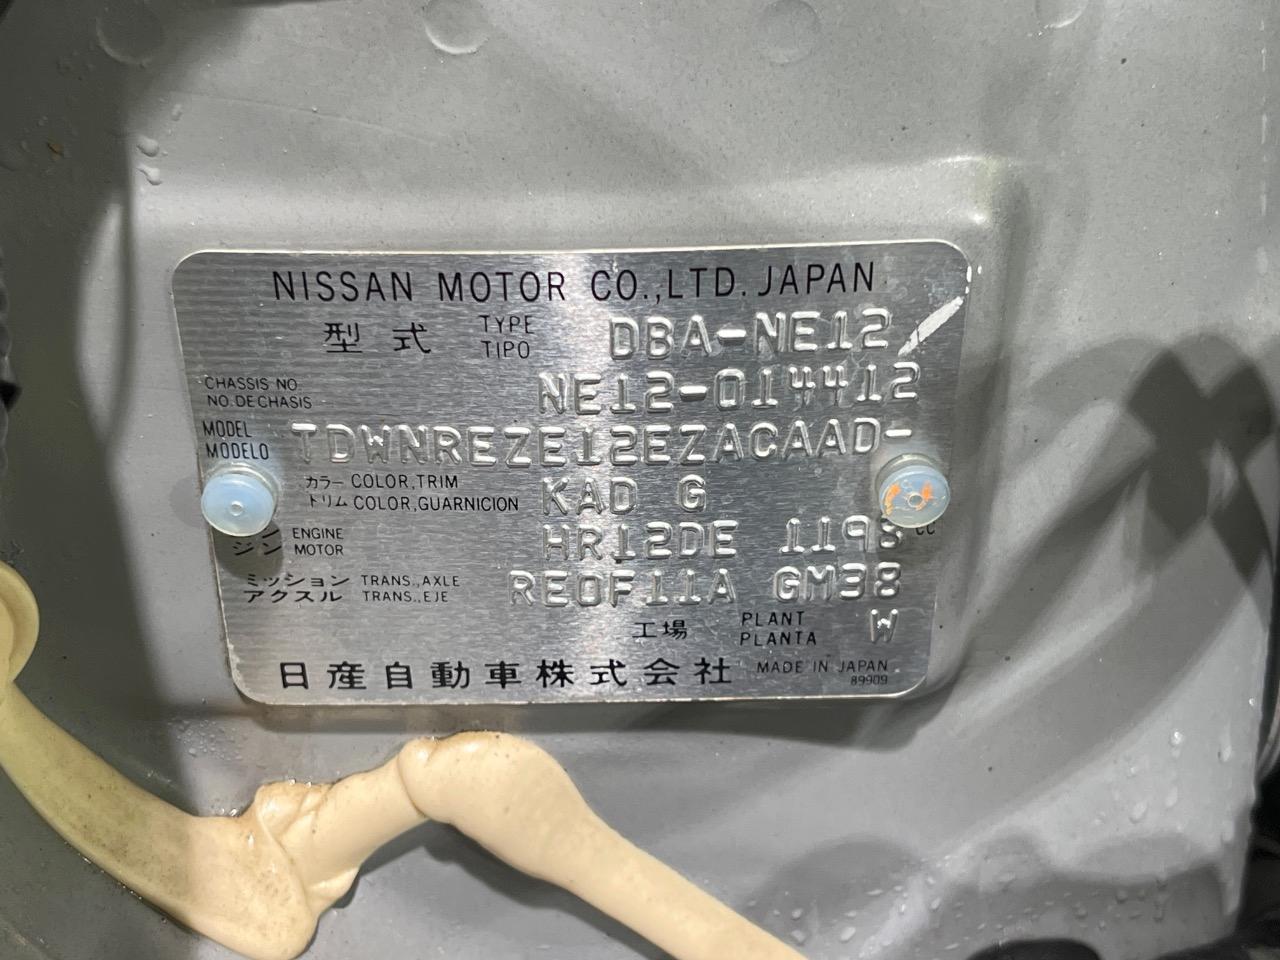 NISSAN MOTOR CO.,LTD. JAPAN
型式 TYPE TIPO DBA-NE12
CHASSIS NO. NO. DE CHASIS NE12-014412
MODEL MODELO TDWNREZE12EZACAAD-
カラー COLOR,TRIM
トリム COLOR,GUARNICION KAD G
ン ENGINE
ジン MOTOR HR12DE 1198 cc
ミッション TRANS.,AXLE
アクスル TRANS.,EJE RE0F11A GM38
工場 PLANT PLANTA W
日産自動車株式会社 MADE IN JAPAN
89909